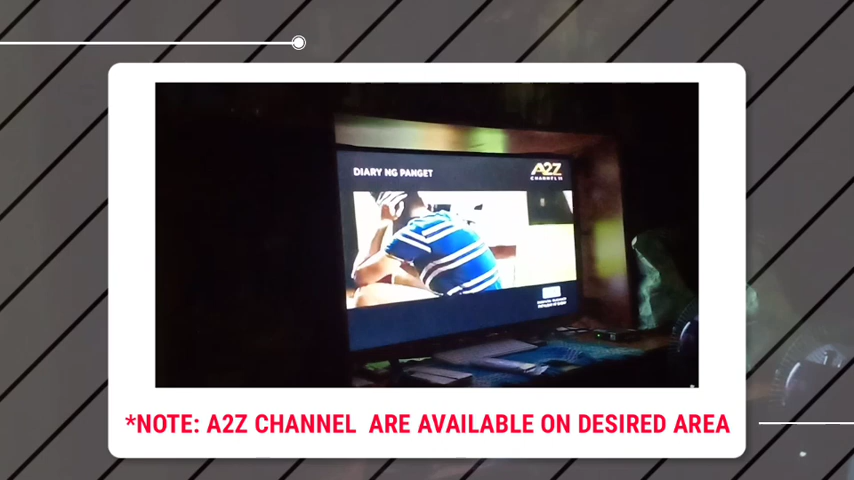 DIARY NG PANGET
A2Z
CHANNEL 11
*NOTE: A2Z CHANNEL  ARE AVAILABLE ON DESIRED AREA